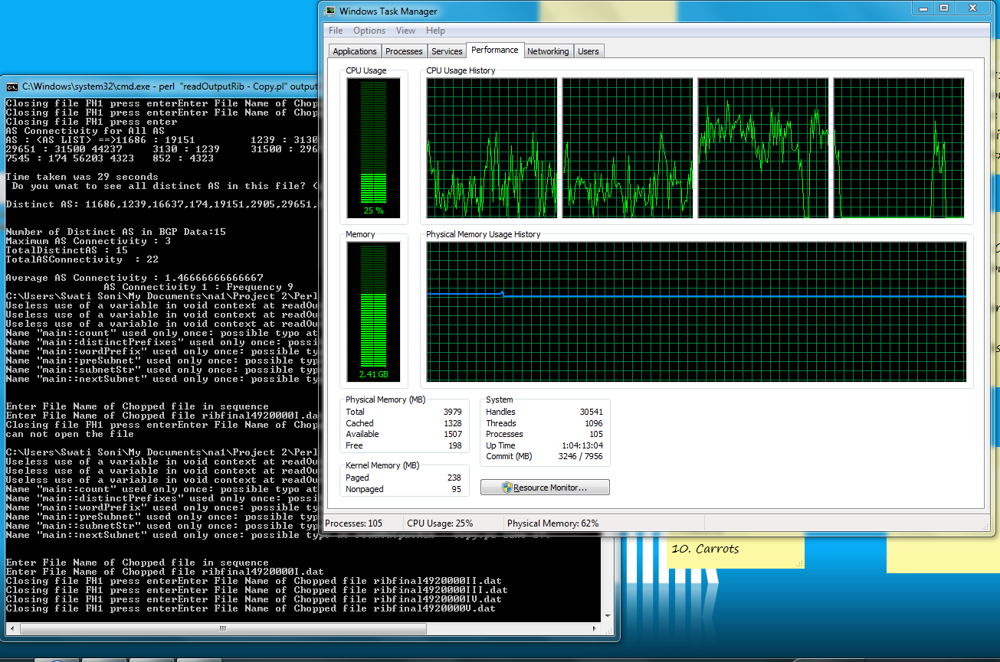 Windows Task Manager
File Options View Help
Applications Processes Services Performance Networking Users
CPU Usage
CPU Usage History
25 %
Memory
Physical Memory Usage History
2.41 GB
Physical Memory (MB)
Total 3979
Cached 1328
Available 1507
Free 198
Kernel Memory (MB)
Paged 238
Nonpaged 95
System
Handles 30541
Threads 1096
Processes 105
Up Time 1:04:13:04
Commit (MB) 3246 / 7956
Resource Monitor...
Processes: 105 CPU Usage: 25% Physical Memory: 62%
C:\Windows\system32\cmd.exe - perl "readOutputRib - Copy.pl" output
Closing file FH1 press enterEnter File Name of Chop
Closing file FH1 press enterEnter File Name of Chop
Closing file FH1 press enter
AS Connectivity for All AS
AS : <AS LIST> ==>11686 : 19151 1239 : 3130
29651 : 31500 44237 3130 : 1239 31500 : 296
7545 : 174 56203 4323 852 : 4323
Time taken was 29 seconds
Do you wnat to see all distinct AS in this file? <
Distinct AS: 11686,1239,16637,174,19151,2905,29651,
Number of Distinct AS in BGP Data:15
Maximum AS Connectivity : 3
TotalDistinctAS : 15
TotalASConnectivity : 22
Average AS Connectivity : 1.46666666666667
AS Connectivity 1 : Frequency 9
C:\Users\Swati Soni\My Documents\na1\Project 2\Perl
Useless use of a variable in void context at readOu
Useless use of a variable in void context at readOu
Useless use of a variable in void context at readOu
Name "main::count" used only once: possible typo at
Name "main::distinctPrefixes" used only once: possi
Name "main::wordPrefix" used only once: possible ty
Name "main::preSubnet" used only once: possible typ
Name "main::subnetStr" used only once: possible typ
Name "main::nextSubnet" used only once: possible ty
Enter File Name of Chopped file in sequence
Enter File Name of Chopped file ribfinal4920000I.da
Closing file FH1 press enterEnter File Name of Chop
can not open the file
C:\Users\Swati Soni\My Documents\na1\Project 2\Perl
Useless use of a variable in void context at readOu
Useless use of a variable in void context at readOu
Useless use of a variable in void context at readOu
Name "main::count" used only once: possible typo at
Name "main::distinctPrefixes" used only once: possi
Name "main::wordPrefix" used only once: possible ty
Name "main::preSubnet" used only once: possible typ
Name "main::subnetStr" used only once: possible typ
Name "main::nextSubnet" used only once: possible
Enter File Name of Chopped file in sequence
Enter File Name of Chopped file ribfinal4920000I.dat
Closing file FH1 press enterEnter File Name of Chopped file ribfinal4920000II.dat
Closing file FH1 press enterEnter File Name of Chopped file ribfinal4920000III.dat
Closing file FH1 press enterEnter File Name of Chopped file ribfinal4920000IV.dat
Closing file FH1 press enterEnter File Name of Chopped file ribfinal4920000V.dat
10. Carrots